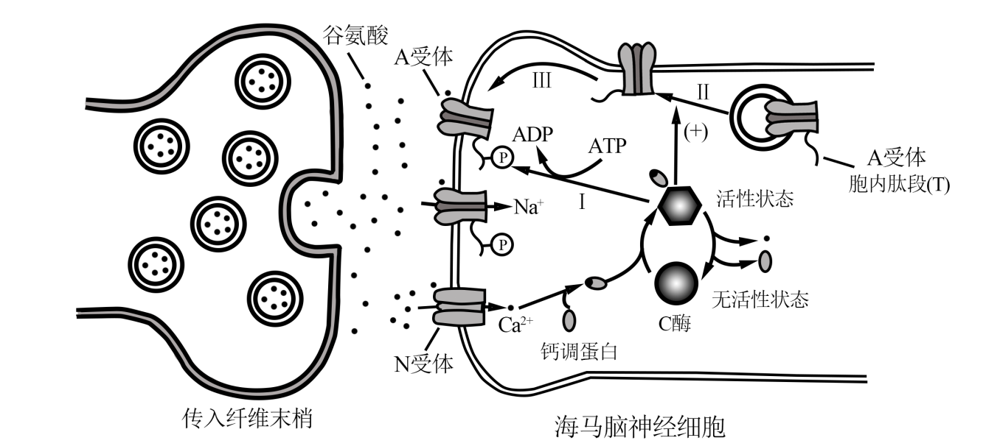 谷氨酸
A受体
III
II
(+)
ADP
ATP
P
A受体
胞内肽段(T)
I
Na⁺
活性状态
P
无活性状态
Ca²⁺
C酶
钙调蛋白
N受体
传入纤维末梢
海马脑神经细胞